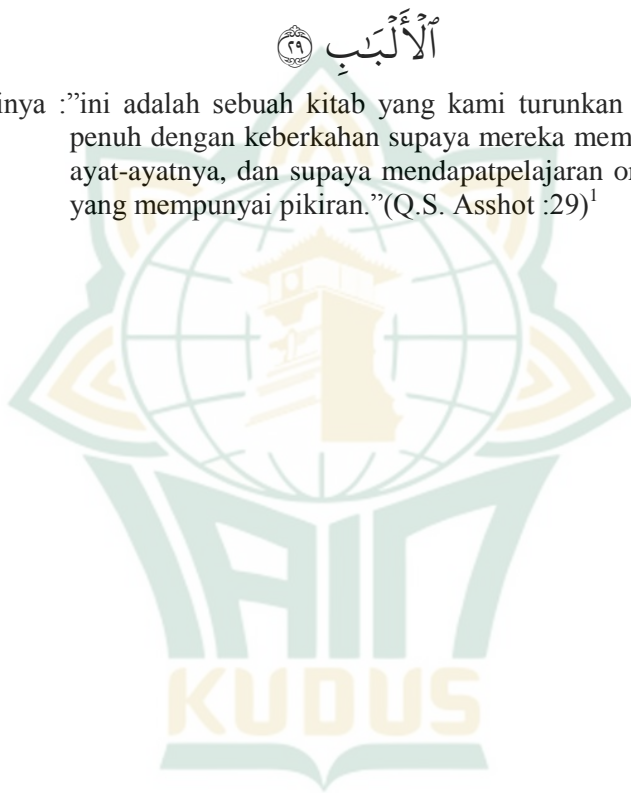 ٱلۡأَلۡبَٰبِ ۝٢٩
inya :”ini adalah sebuah kitab yang kami turunkan
penuh dengan keberkahan supaya mereka mem
ayat-ayatnya, dan supaya mendapatpelajaran or
yang mempunyai pikiran.”(Q.S. Asshot :29)¹
IAIN
KUDUS